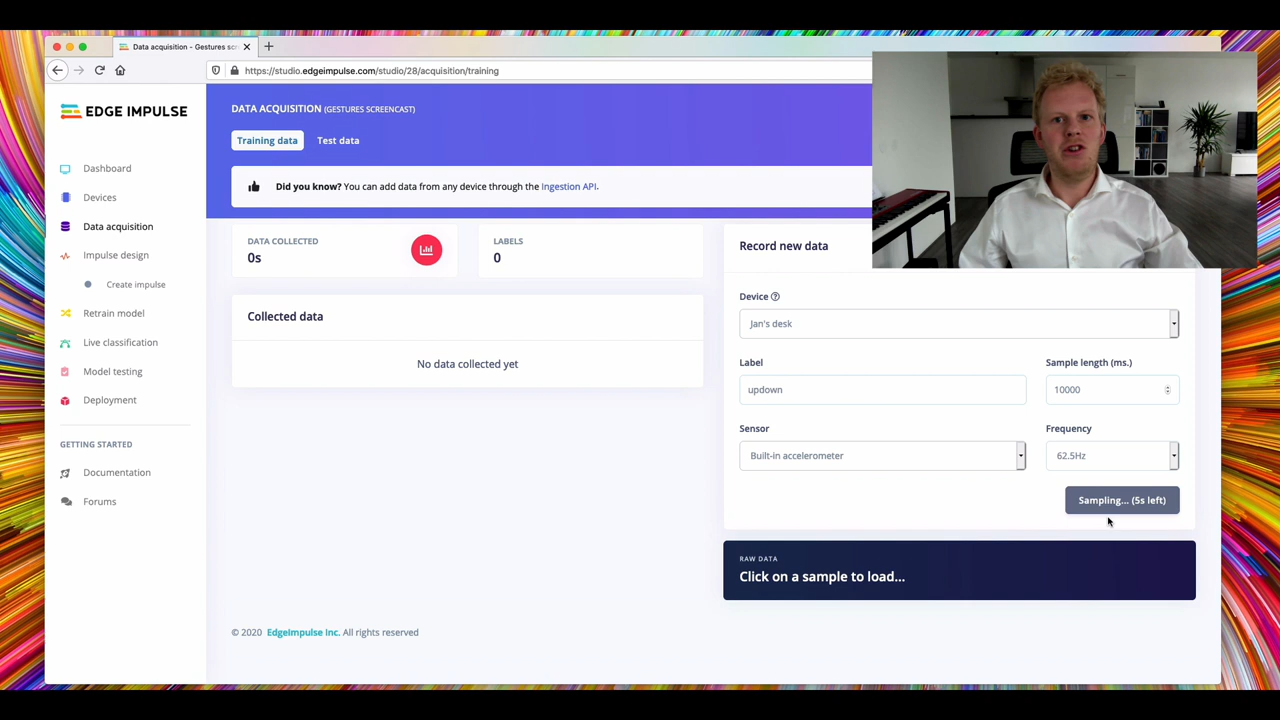 Data acquisition - Gestures scr
https://studio.edgeimpulse.com/studio/28/acquisition/training
EDGE IMPULSE
Dashboard
Devices
Data acquisition
Impulse design
Create impulse
Retrain model
Live classification
Model testing
Deployment
GETTING STARTED
Documentation
Forums
DATA ACQUISITION (GESTURES SCREENCAST)
Training data
Test data
Did you know? You can add data from any device through the Ingestion API.
DATA COLLECTED
0s
LABELS
0
Collected data
No data collected yet
Record new data
Device
Jan's desk
Label
Sample length (ms.)
updown
10000
Sensor
Frequency
Built-in accelerometer
62.5Hz
Sampling... (5s left)
RAW DATA
Click on a sample to load...
© 2020 EdgeImpulse Inc. All rights reserved